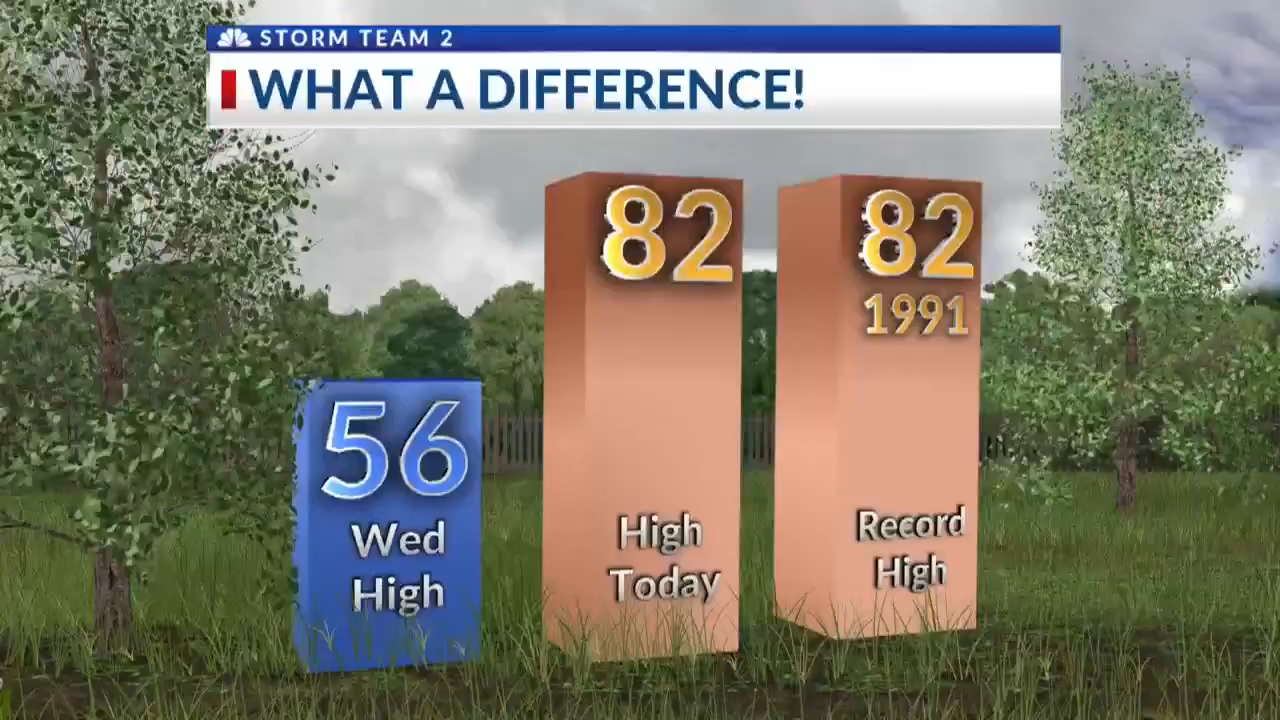 STORM TEAM 2
WHAT A DIFFERENCE!
56
Wed
High
82
High
Today
82
1991
Record
High